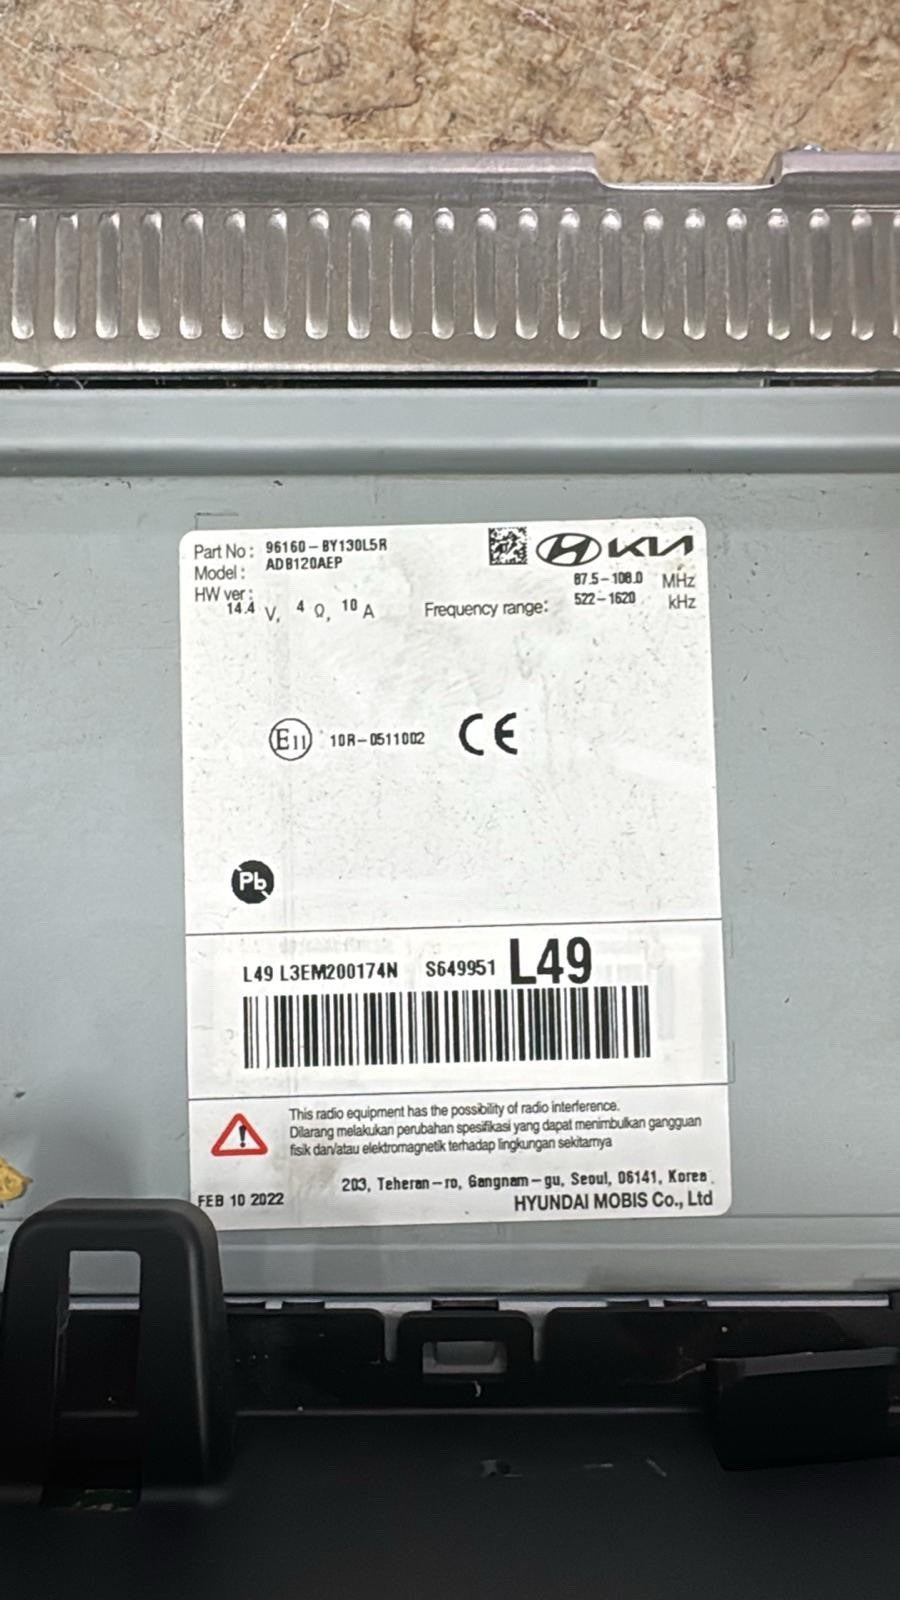 Part No : 96160-BY130L5R
Model : ADB120AEP
HW ver :
14.4 V, 4 Ω, 10 A
KIA
Frequency range: 87.5-108.0 MHz
522-1620 kHz
E11 10R-0511002 CE
Pb
L49 L3EM200174N S649951 L49
This radio equipment has the possibility of radio interference.
Dilarang melakukan perubahan spesifikasi yang dapat menimbulkan gangguan
fisik dan/atau elektromagnetik terhadap lingkungan sekitarnya
203, Teheran-ro, Gangnam-gu, Seoul, 06141, Korea
FEB 10 2022
HYUNDAI MOBIS Co., Ltd